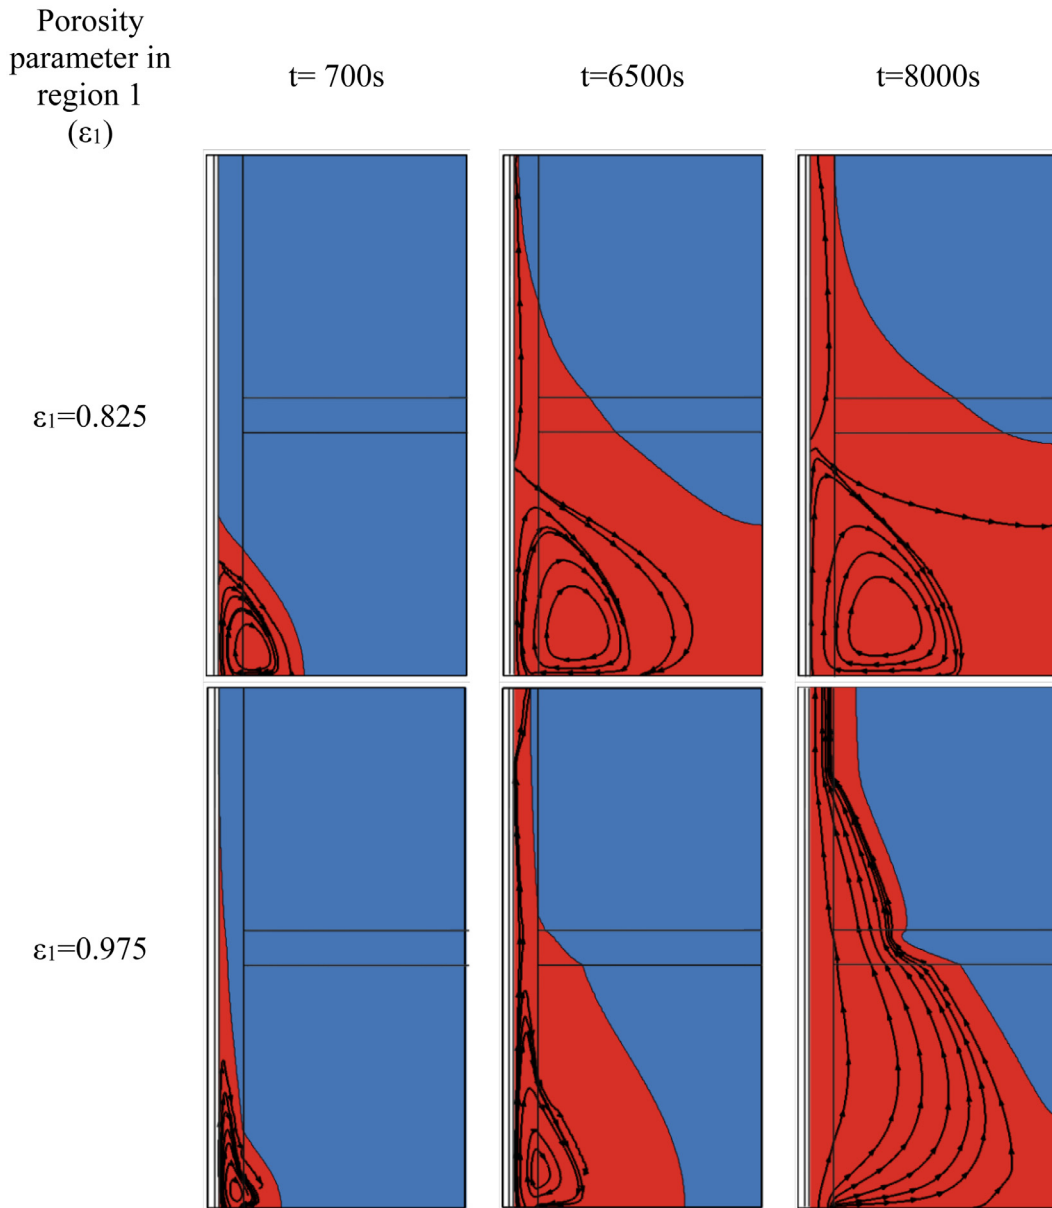 Porosity
parameter in
region 1
(ε₁)
t= 700s
t=6500s
t=8000s
ε₁=0.825
ε₁=0.975